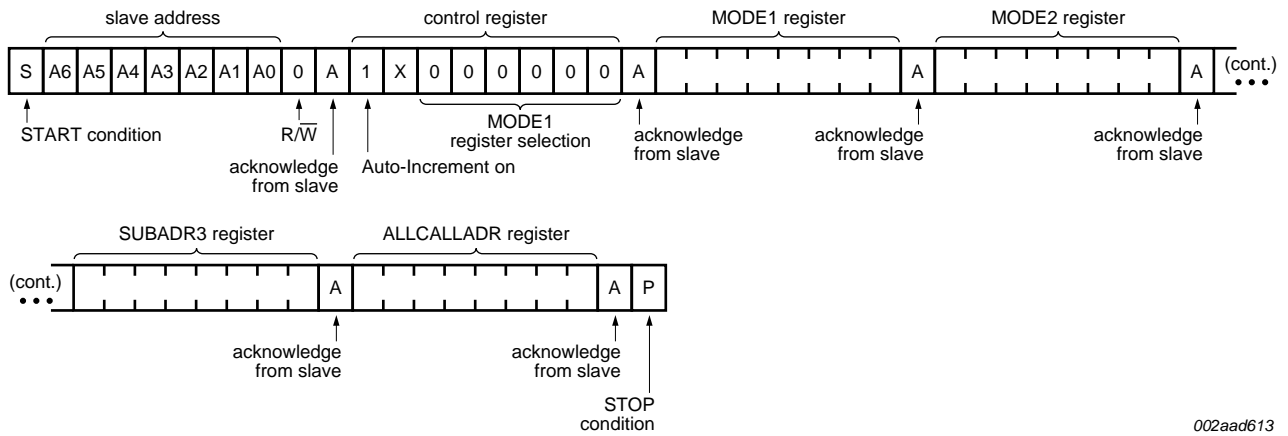 slave address control register MODE1 register MODE2 register
S A6 A5 A4 A3 A2 A1 A0 0 A 1 X 0 0 0 0 0 0 A A A (cont.)
START condition
R/W̅
acknowledge
from slave
Auto-Increment on
MODE1
register selection
acknowledge
from slave
acknowledge
from slave
acknowledge
from slave
SUBADR3 register ALLCALLADR register
(cont.) A A P
acknowledge
from slave
acknowledge
from slave
STOP
condition
002aad613